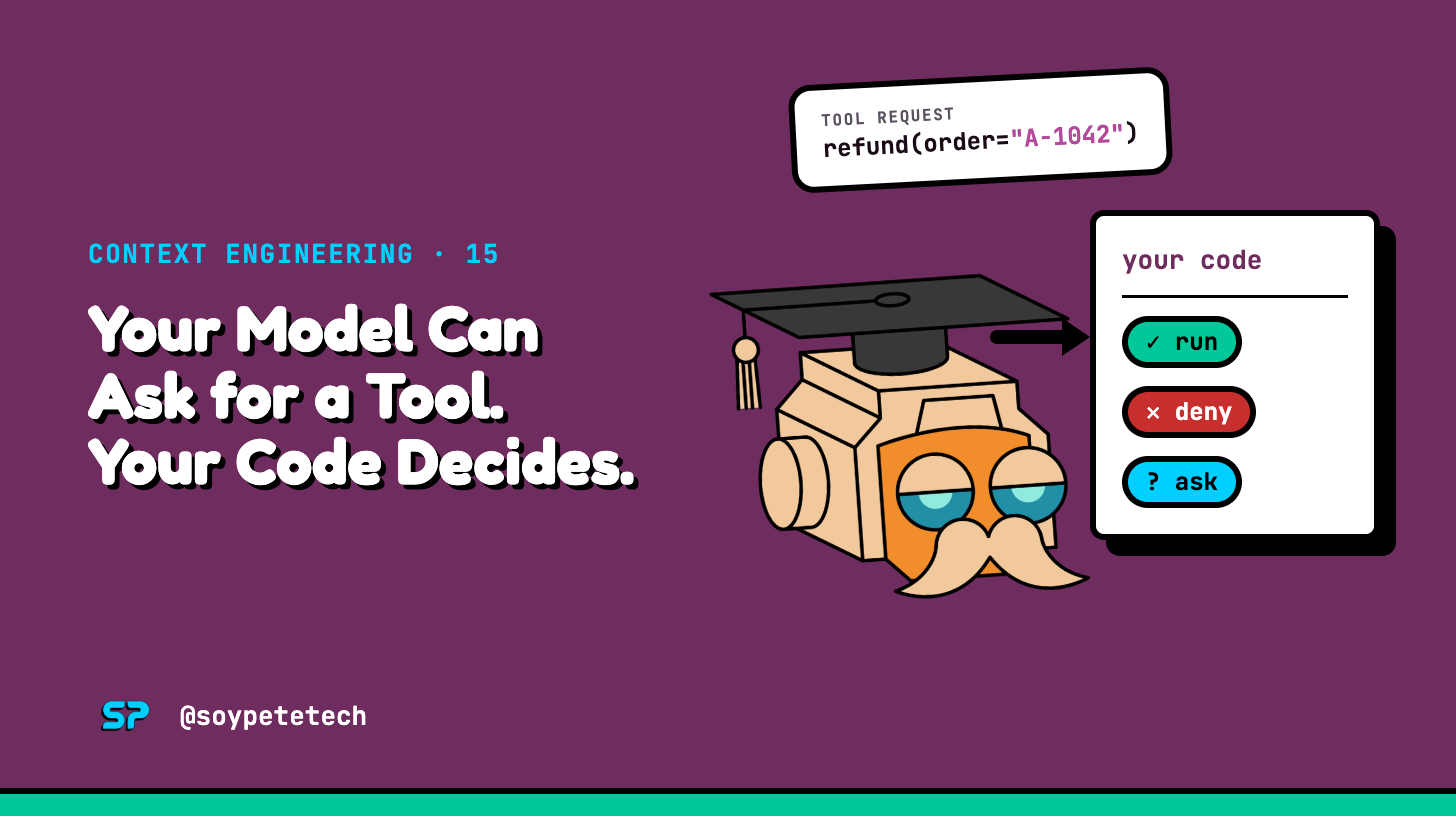 TOOL REQUEST
refund(order="A-1042")
CONTEXT ENGINEERING · 15
Your Model Can
Ask for a Tool.
Your Code Decides.
your code
✓ run
× deny
? ask
SP @soypetetech